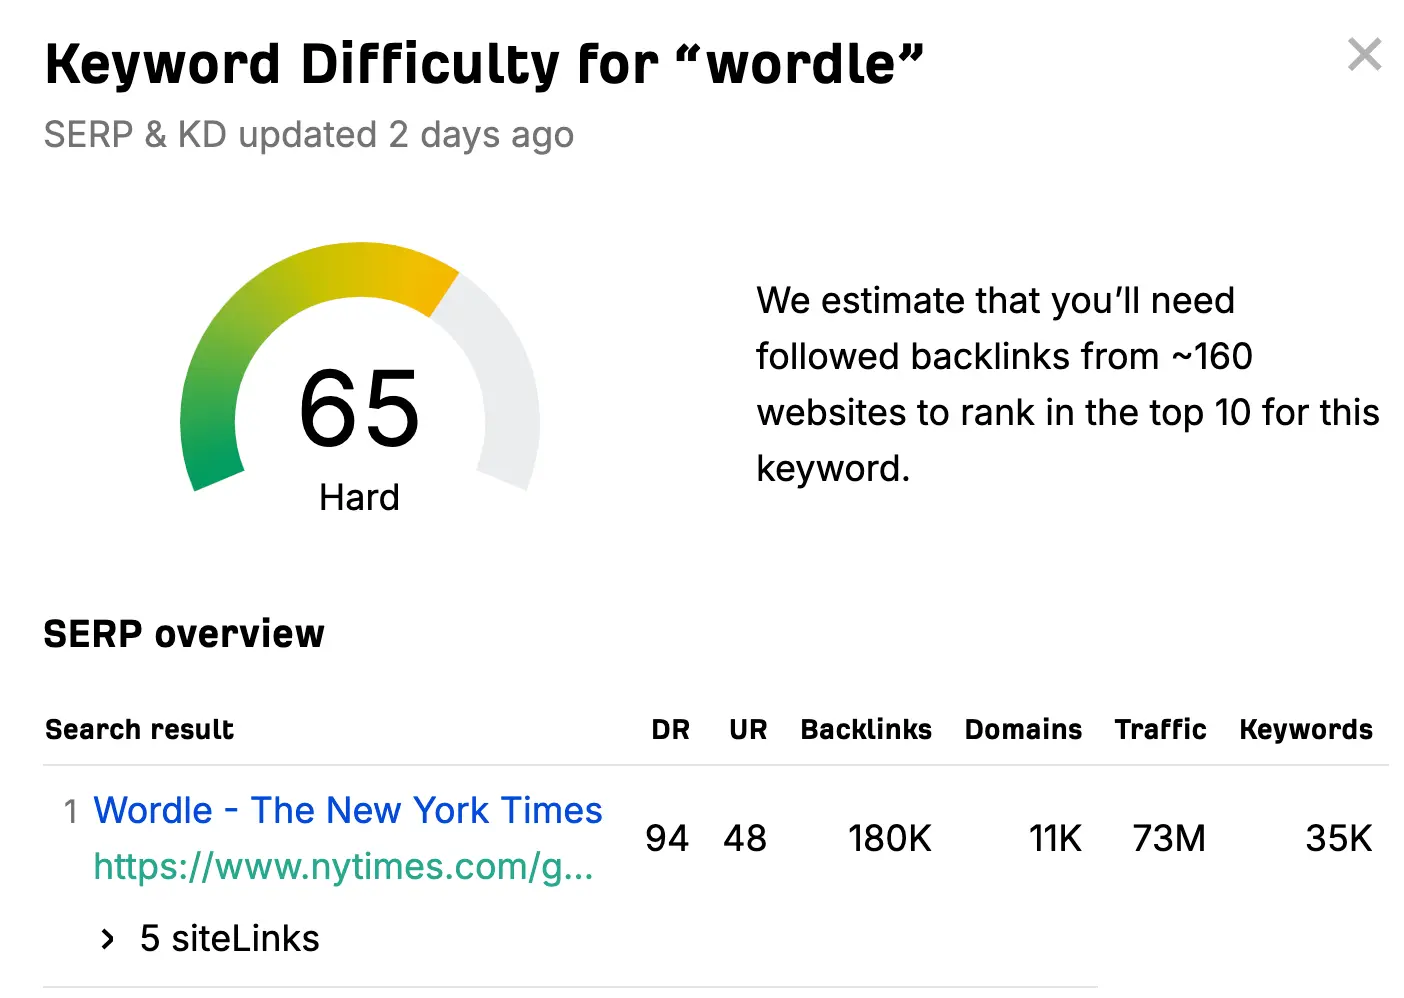 Keyword Difficulty for “wordle”
SERP & KD updated 2 days ago
65
Hard
We estimate that you’ll need
followed backlinks from ~160
websites to rank in the top 10 for this
keyword.
SERP overview
Search result DR UR Backlinks Domains Traffic Keywords
1 Wordle - The New York Times 94 48 180K 11K 73M 35K
https://www.nytimes.com/g...
5 siteLinks